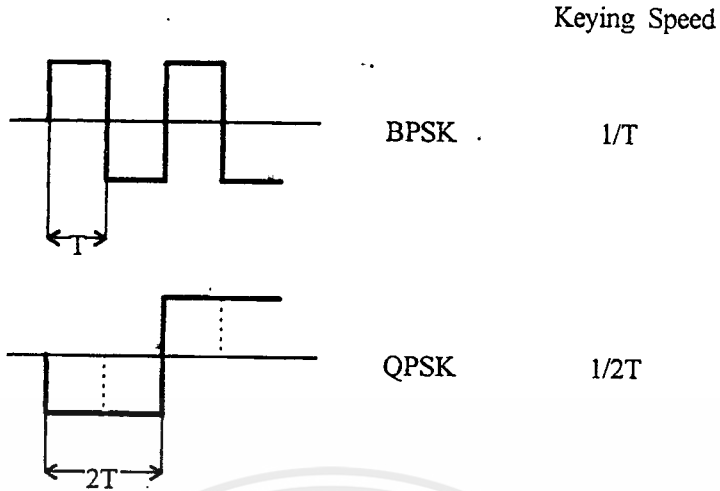 Keying Speed
BPSK 1/T
T
QPSK 1/2T
2T